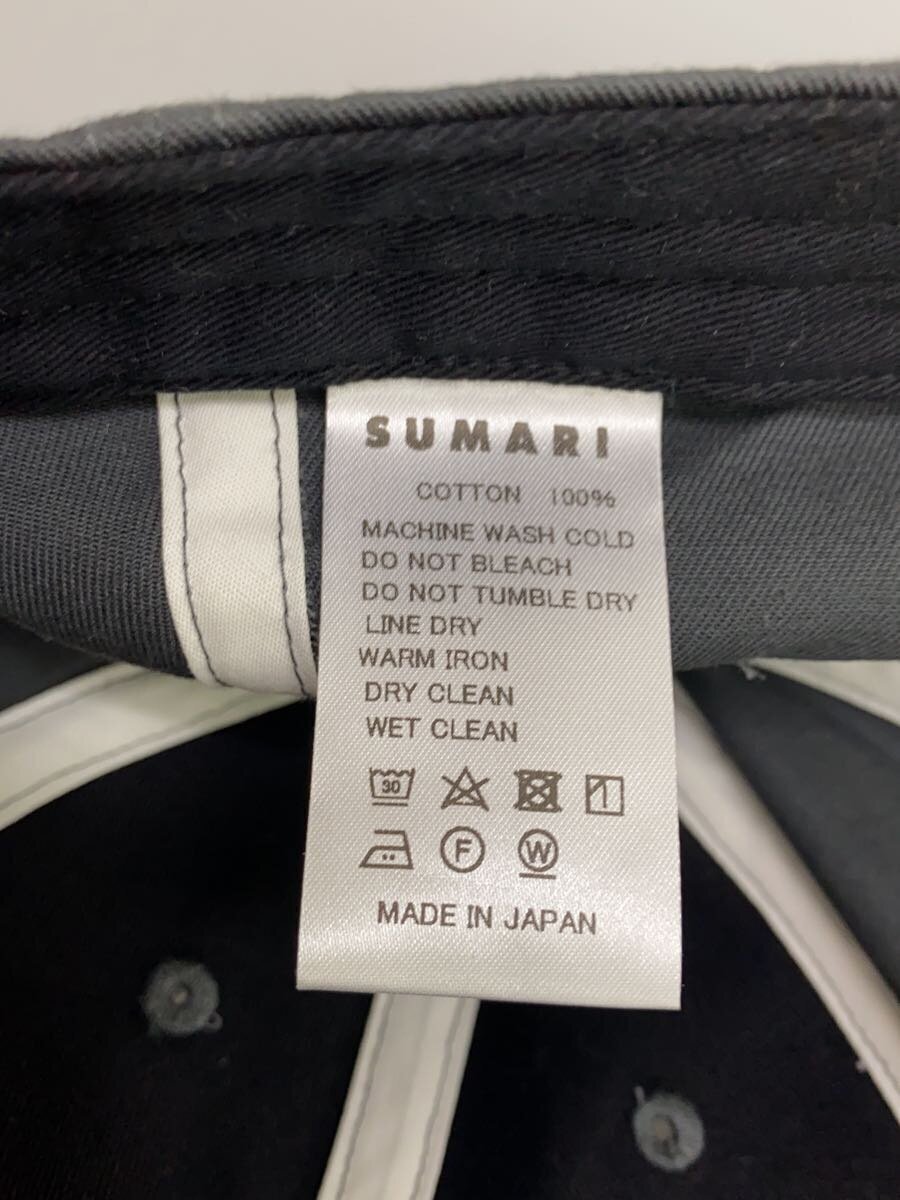 SUMARI
COTTON 100%
MACHINE WASH COLD
DO NOT BLEACH
DO NOT TUMBLE DRY
LINE DRY
WARM IRON
DRY CLEAN
WET CLEAN
30
F W
MADE IN JAPAN